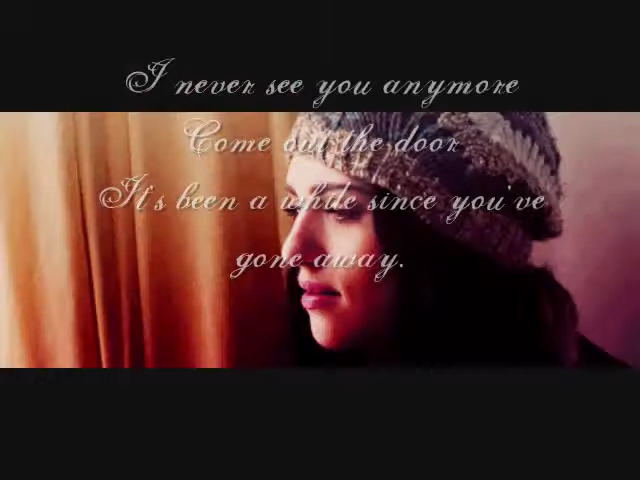 I never see you anymore
Come out the door
It's been a while since you've
gone away.